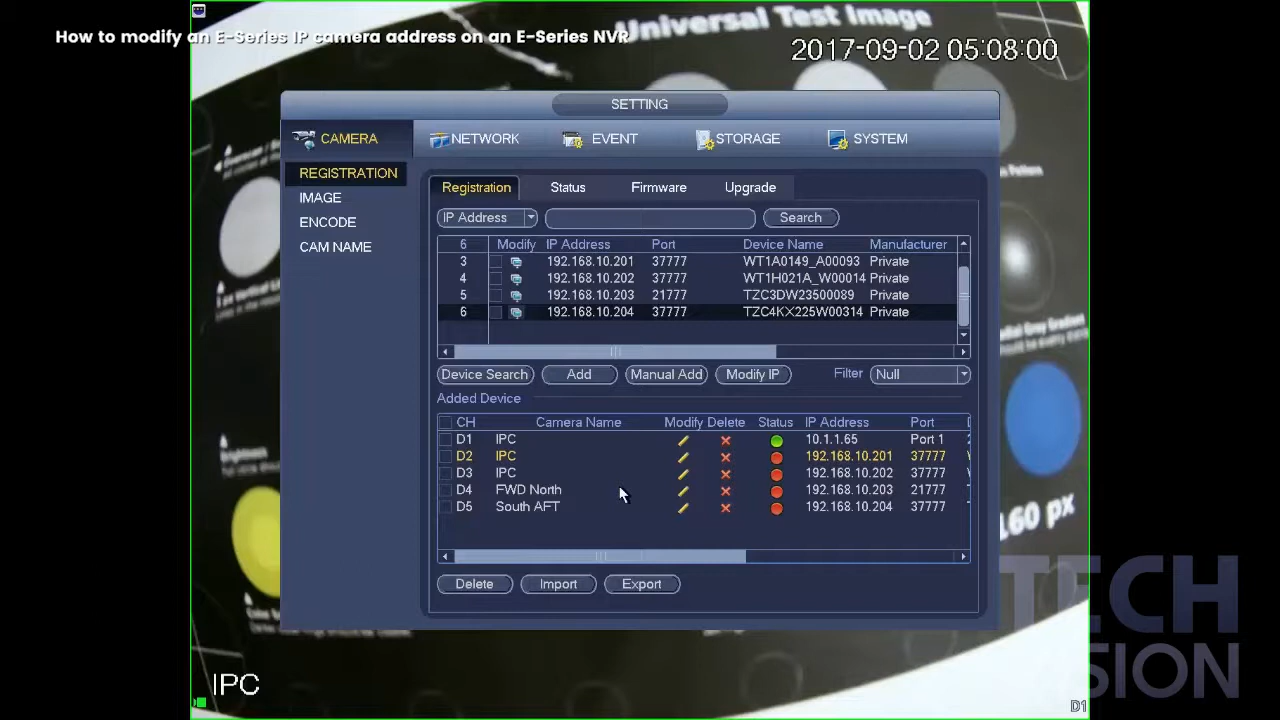 Universal Test Image
How to modify an E-Series IP camera address on an E-Series NVR
2017-09-02 05:08:00
SETTING
CAMERA NETWORK EVENT STORAGE SYSTEM
REGISTRATION
IMAGE
ENCODE
CAM NAME
Registration Status Firmware Upgrade
IP Address Search
6 Modify IP Address Port Device Name Manufacturer
3 192.168.10.201 37777 WT1A0149_A00093 Private
4 192.168.10.202 37777 WT1H021A_W00014 Private
5 192.168.10.203 21777 TZC3DW23500089 Private
6 192.168.10.204 37777 TZC4KX225W00314 Private
Device Search Add Manual Add Modify IP Filter Null
Added Device
CH Camera Name Modify Delete Status IP Address Port
D1 IPC 10.1.1.65 Port 1
D2 IPC 192.168.10.201 37777
D3 IPC 192.168.10.202 37777
D4 FWD North 192.168.10.203 21777
D5 South AFT 192.168.10.204 37777
Delete Import Export
160 px
TECH
ISION
IPC
D1